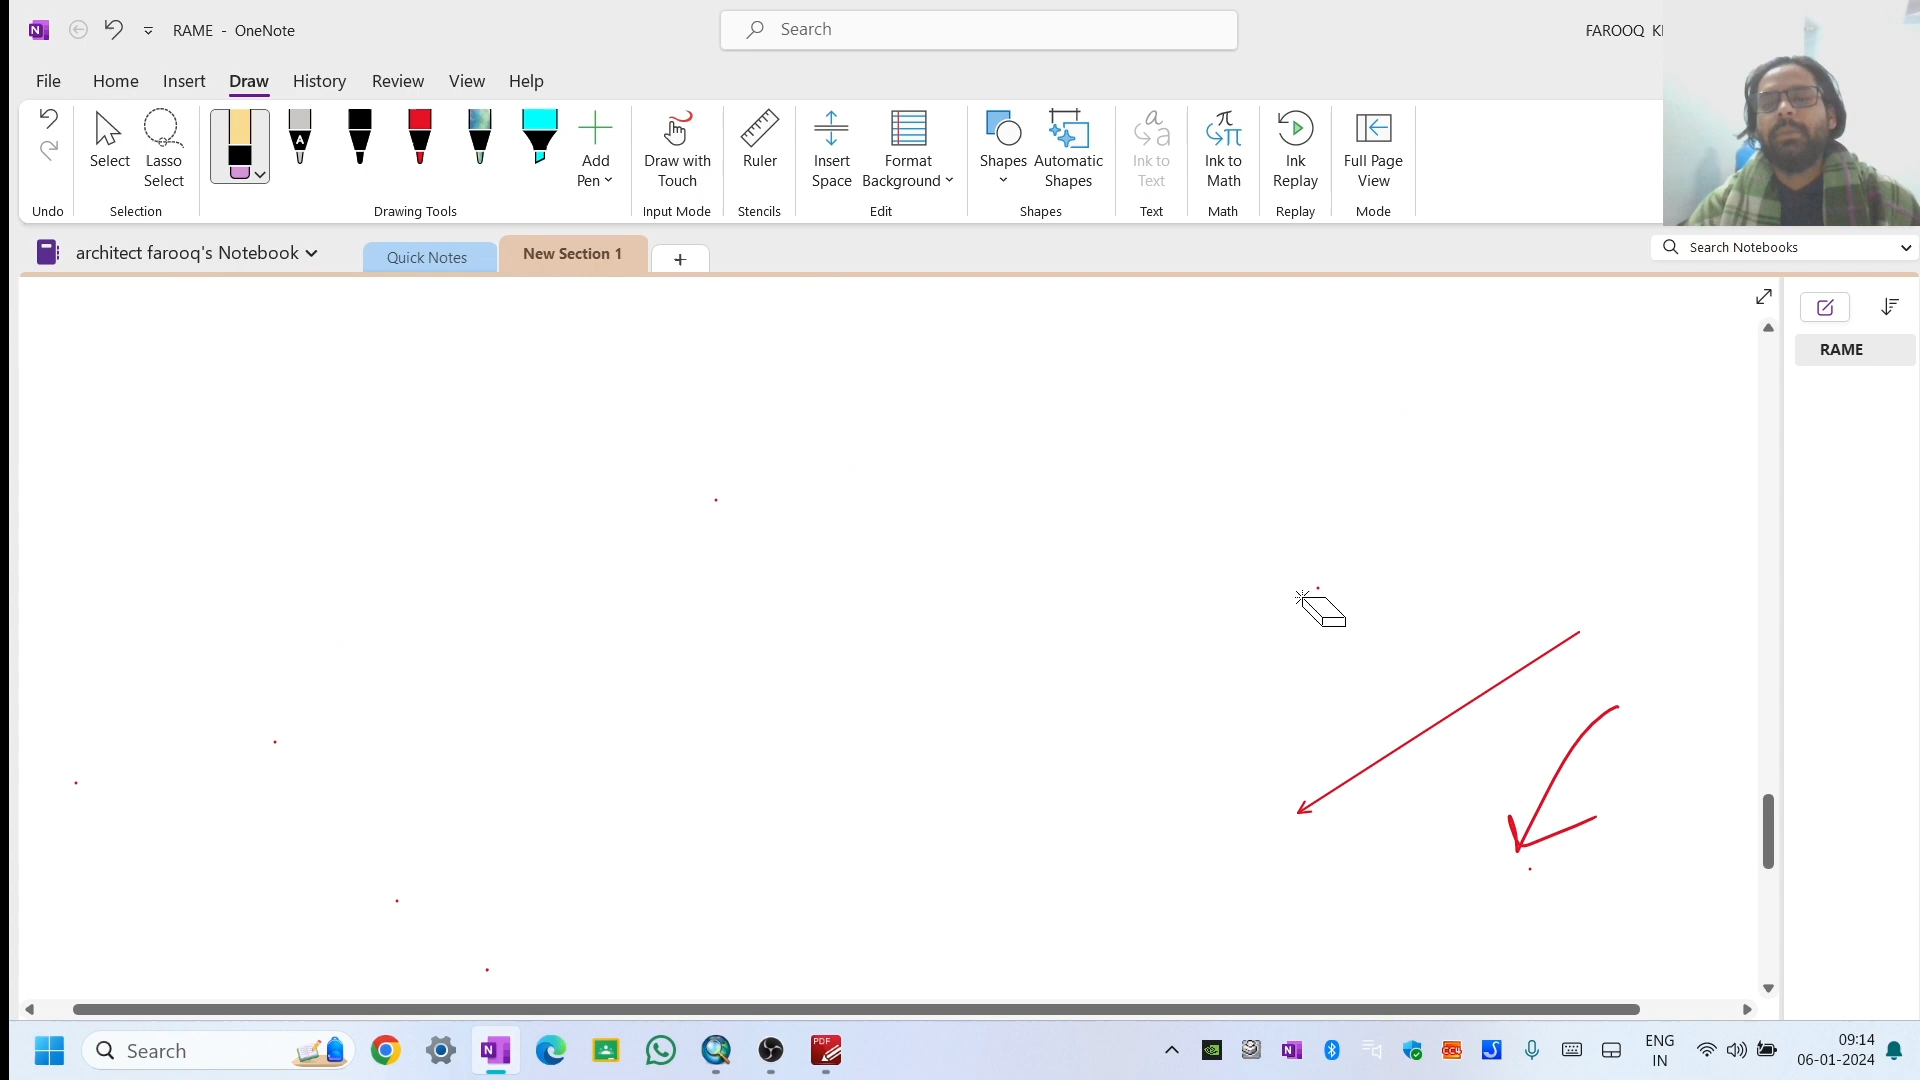 RAME - OneNote
Search
FAROOQ
File Home Insert Draw History Review View Help
Select
Lasso Select
A
Add Pen
Draw with Touch
Ruler
Insert Space
Format Background
Shapes
Automatic Shapes
Ink to Text
Ink to Math
Ink Replay
Full Page View
Undo Selection Drawing Tools Input Mode Stencils Edit Shapes Text Math Replay Mode
architect farooq's Notebook
Quick Notes
New Section 1
+
Search Notebooks
RAME
Search
PDF
ENG
IN
09:14
06-01-2024